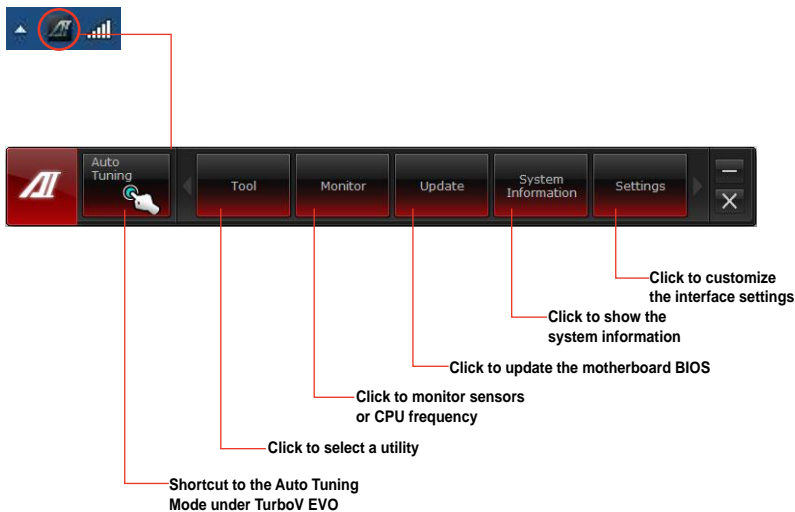 Auto
Tuning
Tool
Monitor
Update
System
Information
Settings
Click to customize
the interface settings
Click to show the
system information
Click to update the motherboard BIOS
Click to monitor sensors
or CPU frequency
Click to select a utility
Shortcut to the Auto Tuning
Mode under TurboV EVO